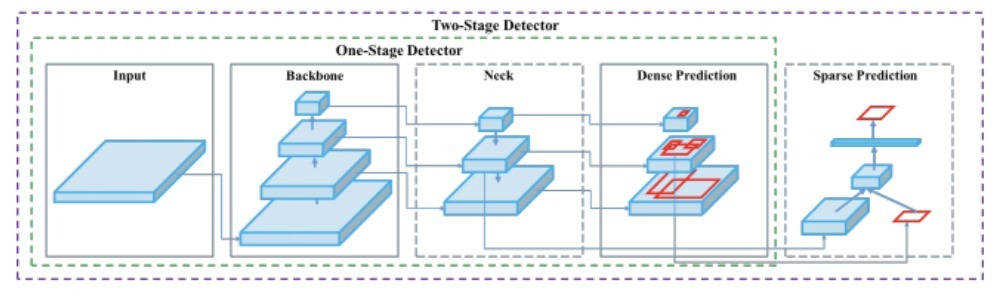 Two-Stage Detector
One-Stage Detector
Input
Backbone
Neck
Dense Prediction
Sparse Prediction